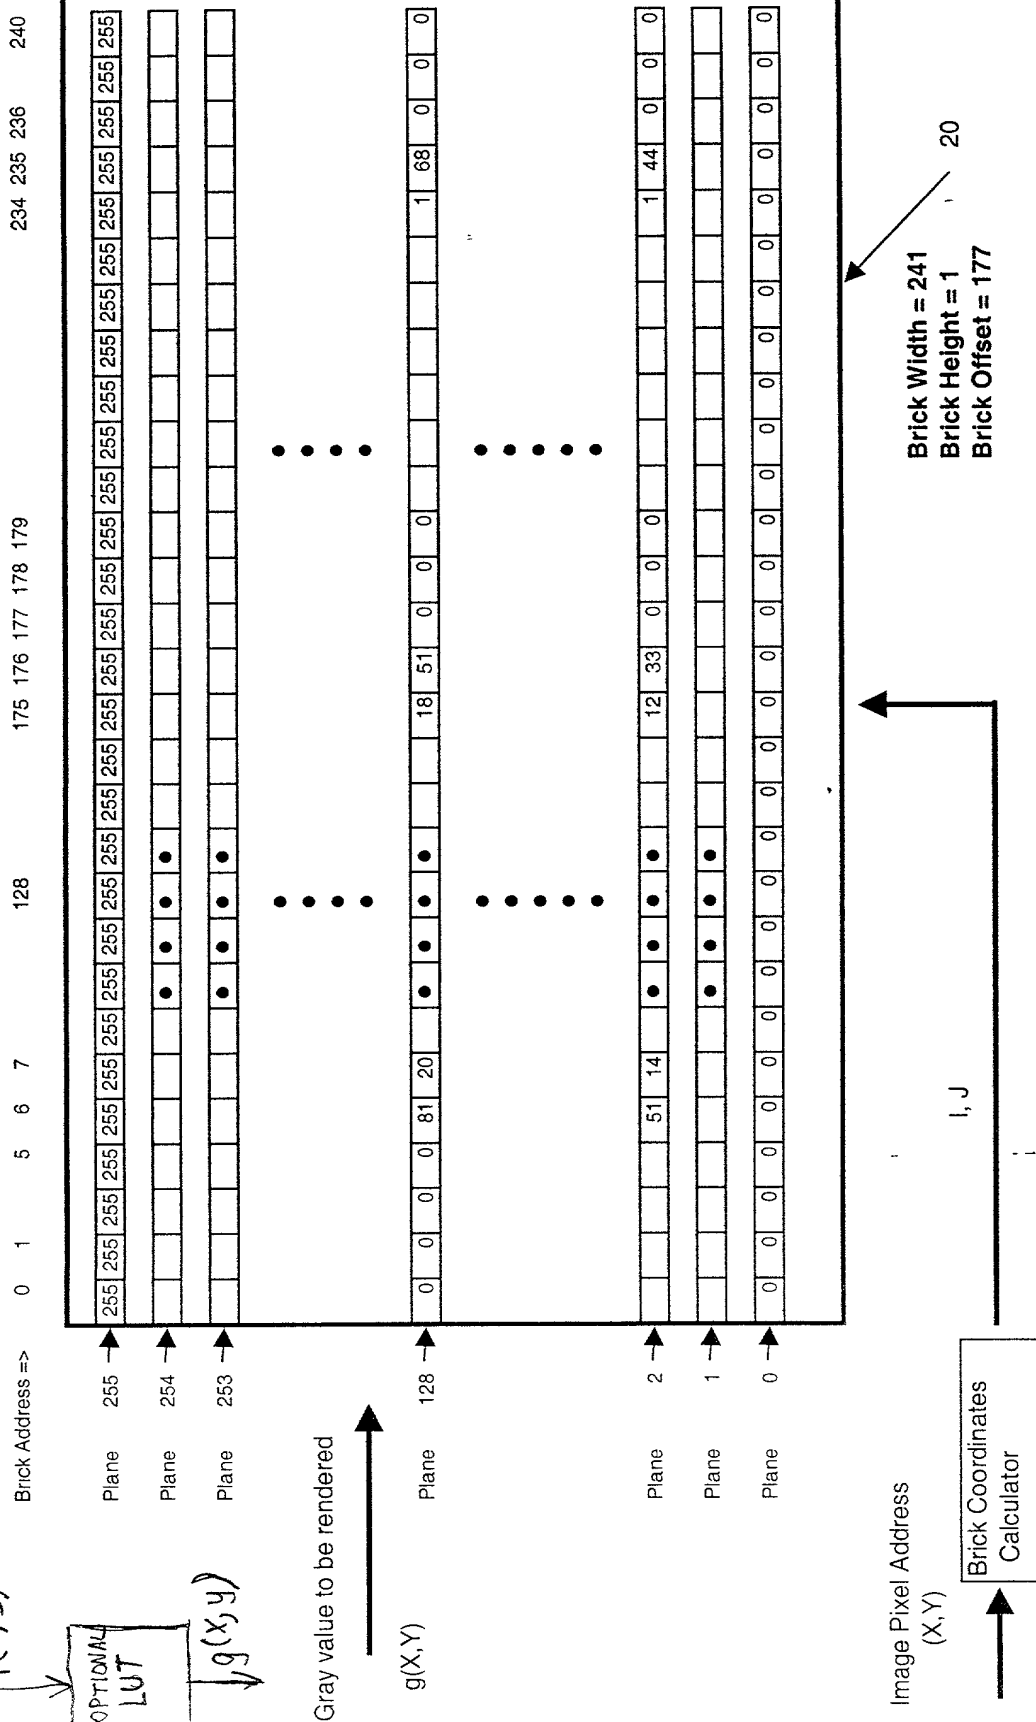 Brick Address => 0 1 5 6 7 128 175 176 177 178 179 234 235 236 240
Plane 255 255 255 255 255 255 255 255 255 255 255 255 255 255 255 255 255 255 255 255 255 255 255 255 255 255 255 255 255 255
Plane 254
Plane 253
OPTIONAL
LUT
g(x,y)
Gray value to be rendered
g(X,Y)
Plane 128 0 0 0 0 81 20 18 51 0 0 0 1 68 0 0 0
Plane 2 51 14 12 33 0 0 0 1 44 0 0 0
Plane 1
Plane 0 0 0 0 0 0 0 0 0 0 0 0 0 0 0 0 0 0 0 0 0 0 0 0 0 0 0 0 0 0
Image Pixel Address
(X,Y)
Brick Coordinates
Calculator
I, J
Brick Width = 241
Brick Height = 1
Brick Offset = 177
20